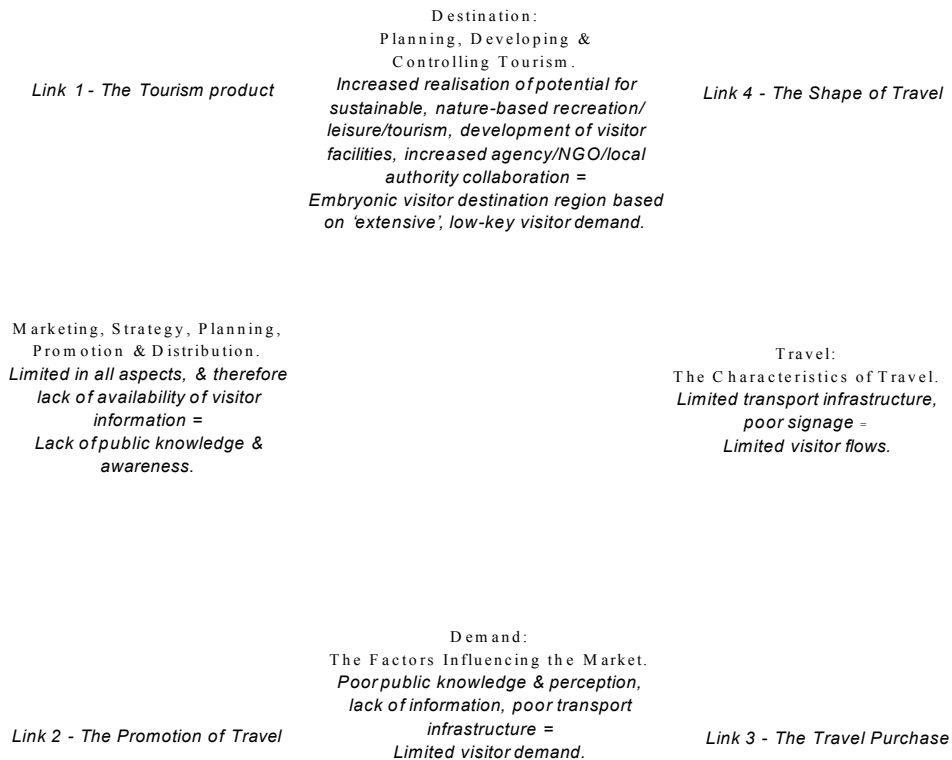 Destination:
Planning, Developing &
Controlling Tourism.
Increased realisation of potential for
sustainable, nature-based recreation/
leisure/tourism, development of visitor
facilities, increased agency/NGO/local
authority collaboration =
Embryonic visitor destination region based
on ‘extensive’, low-key visitor demand.
Link 1 - The Tourism product
Link 4 - The Shape of Travel
Marketing, Strategy, Planning,
Promotion & Distribution.
Limited in all aspects, & therefore
lack of availability of visitor
information =
Lack of public knowledge &
awareness.
Travel:
The Characteristics of Travel.
Limited transport infrastructure,
poor signage =
Limited visitor flows.
Demand:
The Factors Influencing the Market.
Poor public knowledge & perception,
lack of information, poor transport
infrastructure =
Limited visitor demand.
Link 2 - The Promotion of Travel
Link 3 - The Travel Purchase